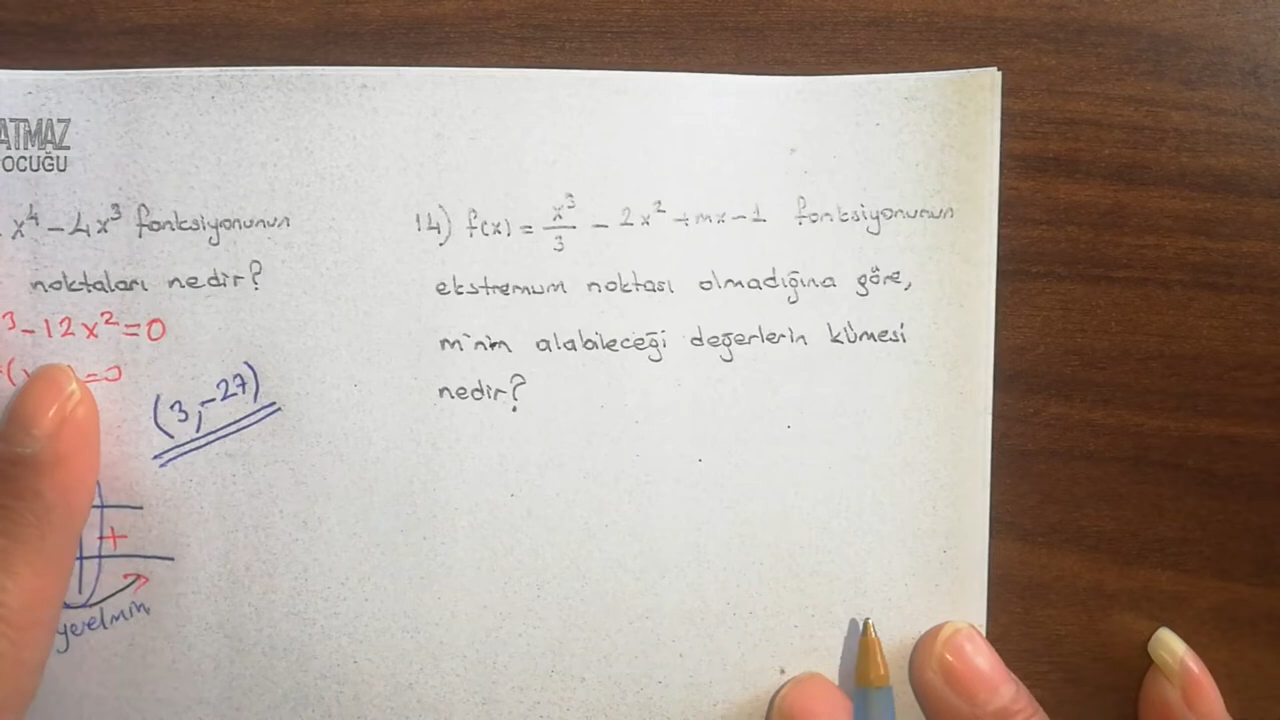 ATMAZ
OCUĞU
x⁴ - 4x³ fonksiyonunun
noktaları nedir?
³ - 12x² = 0
= 0
(3, -27)
+
yerel min
14) f(x) = x³/3 - 2x² + mx - 1 fonksiyonunun
ekstremum noktası olmadığına göre,
m'nin alabileceği değerlerin kümesi
nedir?